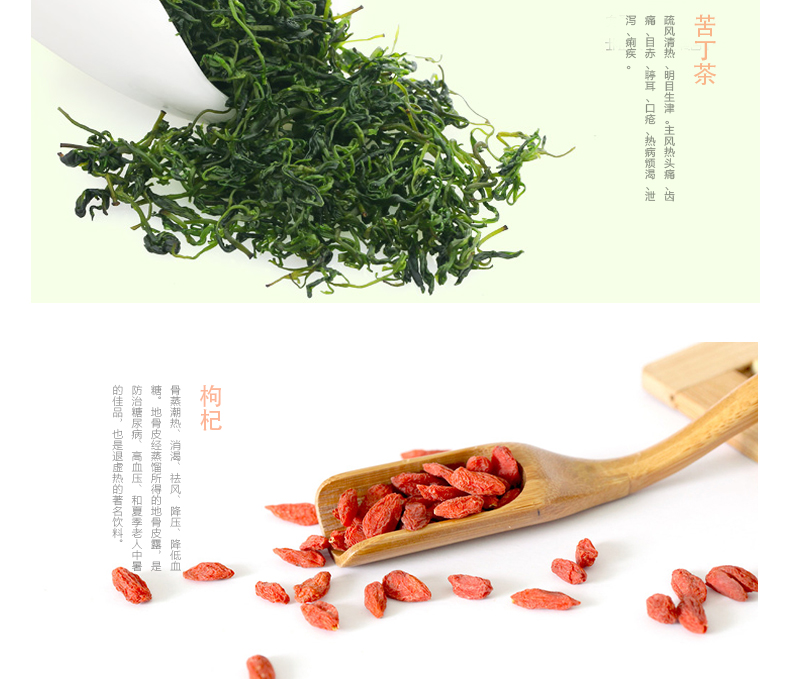 苦丁茶
疏风清热、明目生津。主风热头痛、齿
痛、目赤、聤耳、口疮、热病烦渴、泄
泻、痢疾。
枸杞
骨蒸潮热、消渴、祛风、降压、降低血
糖。地骨皮经蒸馏所得的地骨皮露，是
防治糖尿病、高血压、和夏季老人中暑
的佳品，也是退虚热的著名饮料。